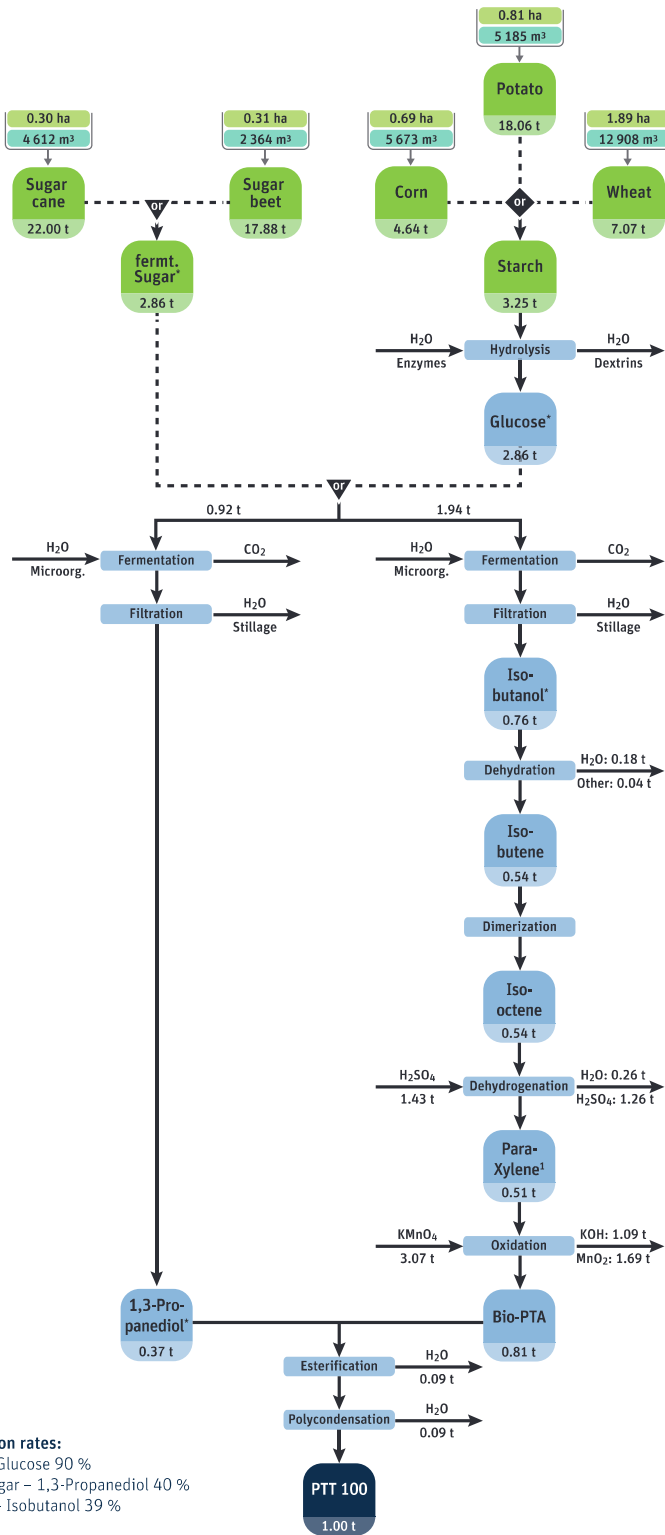 0.81 ha
5 185 m³
Potato
18.06 t
0.30 ha
4 612 m³
0.31 ha
2 364 m³
0.69 ha
5 673 m³
1.89 ha
12 908 m³
Sugar
cane
22.00 t
or
Sugar
beet
17.88 t
Corn
4.64 t
or
Wheat
7.07 t
fermt.
Sugar*
2.86 t
Starch
3.25 t
H₂O
Enzymes
Hydrolysis
H₂O
Dextrins
Glucose*
2.86 t
or
0.92 t
1.94 t
H₂O
Microorg.
Fermentation
CO₂
H₂O
Microorg.
Fermentation
CO₂
Filtration
H₂O
Stillage
Filtration
H₂O
Stillage
Iso-
butanol*
0.76 t
Dehydration
H₂O: 0.18 t
Other: 0.04 t
Iso-
butene
0.54 t
Dimerization
Iso-
octene
0.54 t
H₂SO₄
1.43 t
Dehydrogenation
H₂O: 0.26 t
H₂SO₄: 1.26 t
Para-
Xylene¹
0.51 t
KMnO₄
3.07 t
Oxidation
KOH: 1.09 t
MnO₂: 1.69 t
1,3-Pro-
panediol*
0.37 t
Bio-PTA
0.81 t
Esterification
H₂O
0.09 t
Polycondensation
H₂O
0.09 t
PTT 100
1.00 t
on rates:
Glucose 90 %
gar – 1,3-Propanediol 40 %
– Isobutanol 39 %